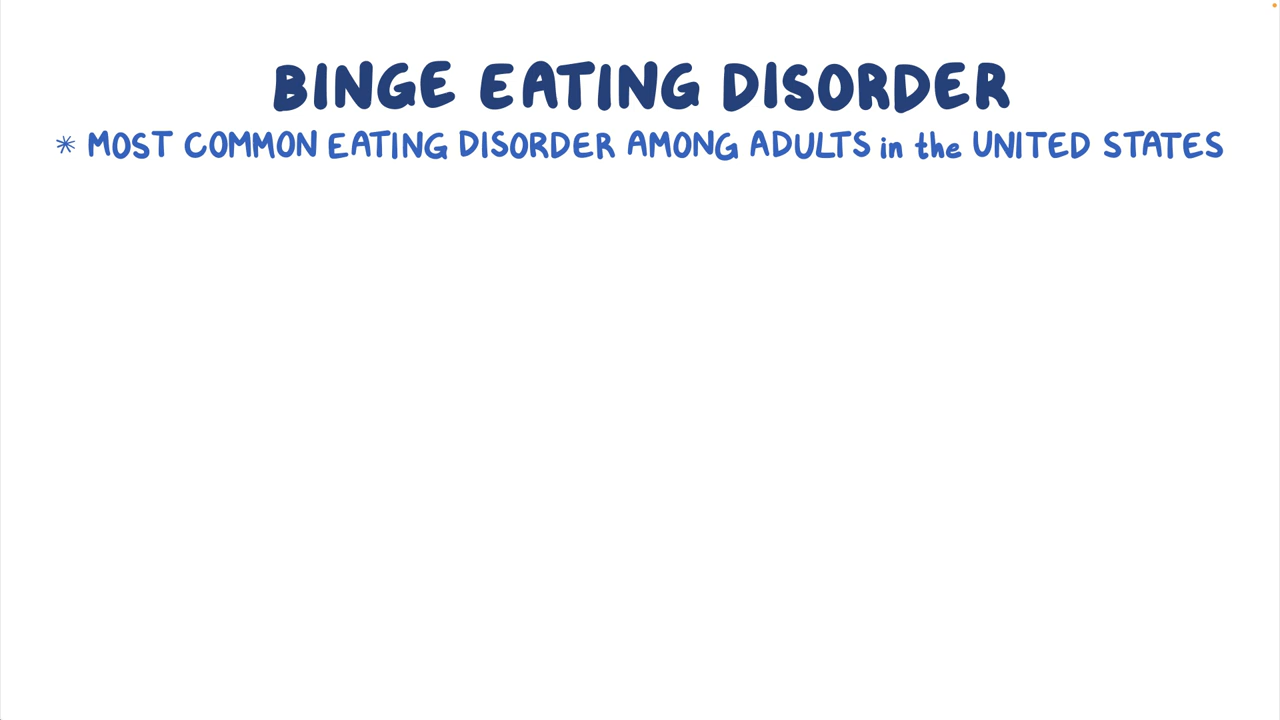 BINGE EATING DISORDER
* MOST COMMON EATING DISORDER AMONG ADULTS in the UNITED STATES